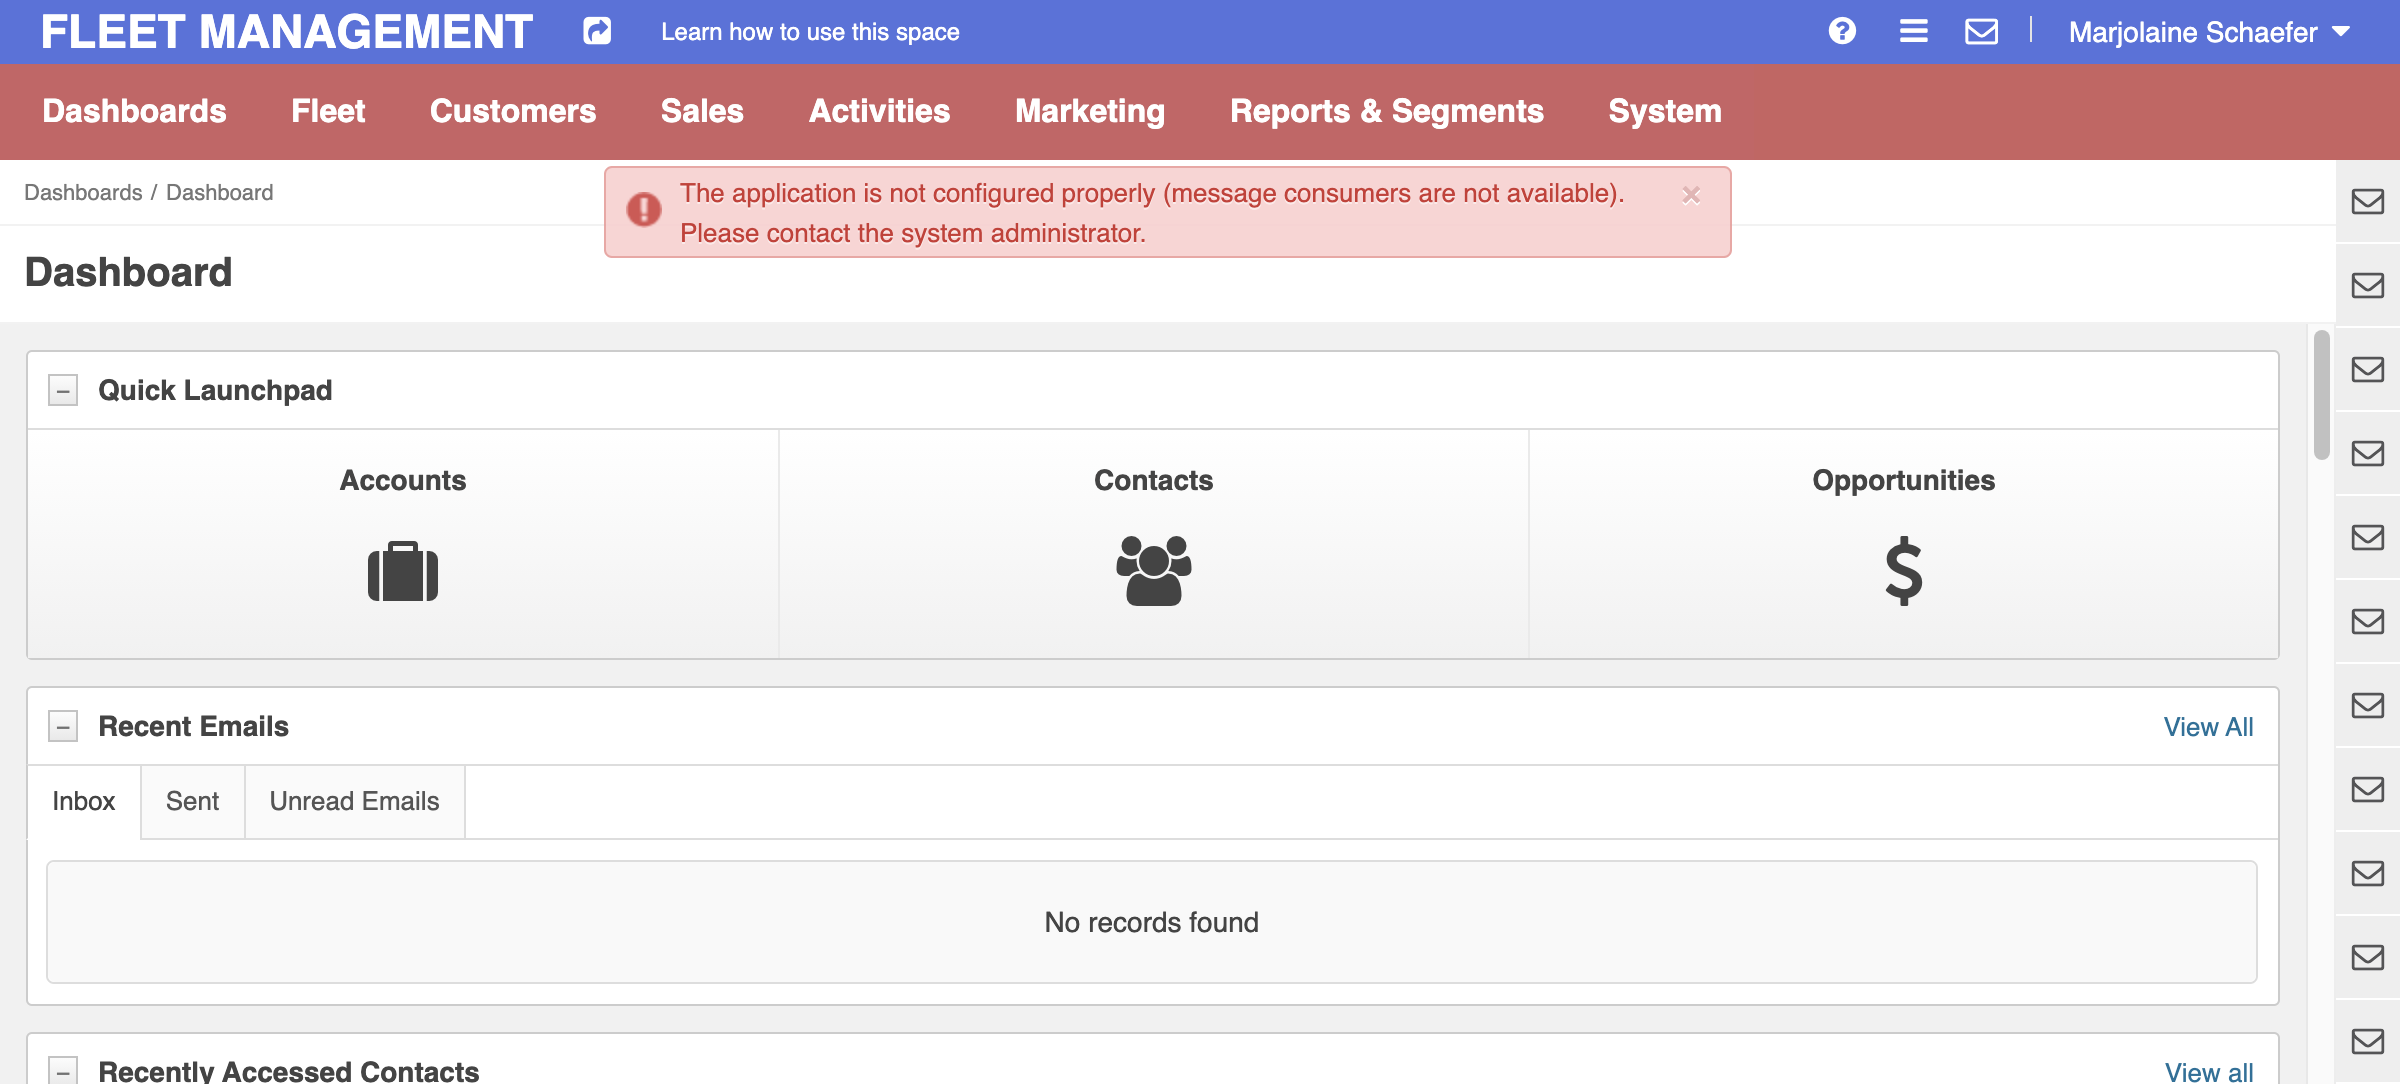 FLEET MANAGEMENT
Learn how to use this space
Marjolaine Schaefer
Dashboards
Fleet
Customers
Sales
Activities
Marketing
Reports & Segments
System
Dashboards / Dashboard
The application is not configured properly (message consumers are not available).
Please contact the system administrator.
Dashboard
Quick Launchpad
Accounts
Contacts
Opportunities
Recent Emails
View All
Inbox
Sent
Unread Emails
No records found
Recently Accessed Contacts
View all